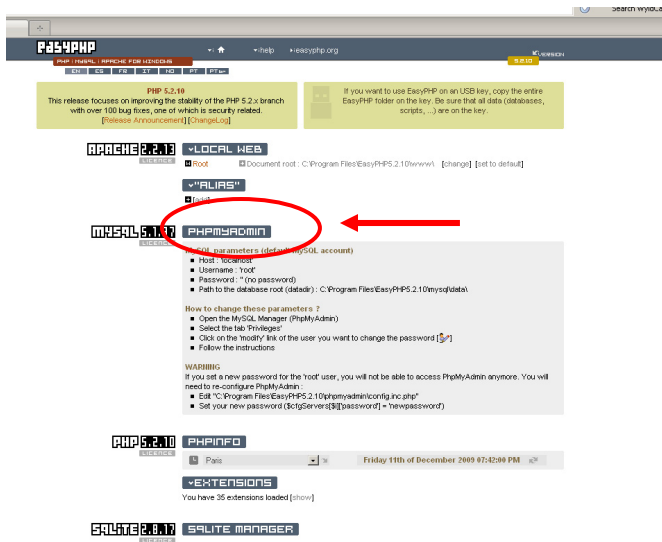 Search WyldCa
EASYPHP
help
easyphp.org
VERSION
5.2.10
PHP : MYSQL : APACHE FOR WINDOWS
EN ES FR IT NO PT PT
PHP 5.2.10
This release focuses on improving the stability of the PHP 5.2.x branch
with over 100 bug fixes, one of which is security related.
[Release Announcement] [ChangeLog]
If you want to use EasyPHP on an USB key, copy the entire
EasyPHP folder on the key. Be sure that all data (databases,
scripts, ...) are on the key.
APACHE 2.2.13 LOCAL WEB
LICENCE
Root Document root : C:\Program Files\EasyPHP5.2.10\www\ [change] [set to default]
"ALIAS"
[add]
MYSQL PHPMYADMIN
LICENCE
MySQL parameters (default MySQL account)
Host : 'localhost'
Username : 'root'
Password : '' (no password)
Path to the database root (datadir) : C:\Program Files\EasyPHP5.2.10\mysql\data\
How to change these parameters ?
Open the MySQL Manager (PhpMyAdmin)
Select the tab 'Privileges'
Click on the 'modify' link of the user you want to change the password []
Follow the instructions
WARNING
If you set a new password for the 'root' user, you will not be able to access PhpMyAdmin anymore. You will
need to re-configure PhpMyAdmin :
Edit "C:\Program Files\EasyPHP5.2.10\phpmyadmin\config.inc.php"
Set your new password ($cfgServers[$i]['password'] = 'newpassword')
PHP 5.2.10 PHPINFO
LICENCE
Paris Friday 11th of December 2009 07:42:00 PM
EXTENSIONS
You have 35 extensions loaded [show]
SQLITE 2.8.17 SQLITE MANAGER
LICENCE